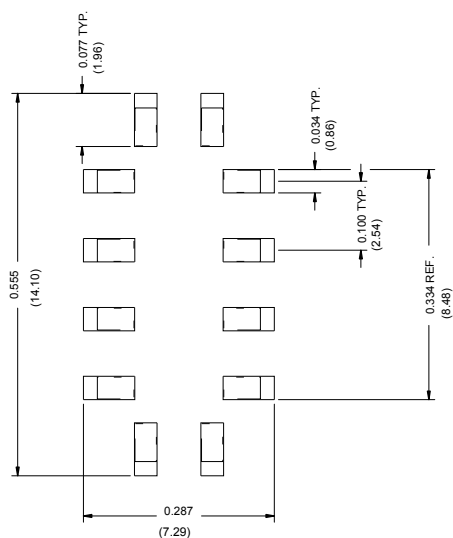 0.077 TYP.
(1.96)
0.034 TYP.
(0.86)
0.100 TYP.
(2.54)
0.555
(14.10)
0.334 REF.
(8.48)
0.287
(7.29)